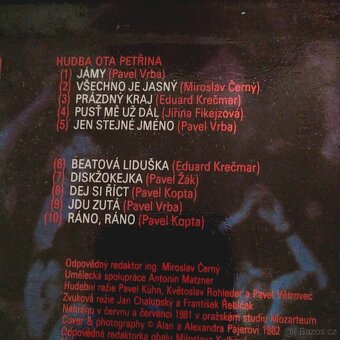 HUDBA OTA PETŘINA
(1) JÁMY (Pavel Vrba)
(2) VŠECHNO JE JASNÝ (Miroslav Černý)
(3) PRÁZDNÝ KRAJ (Eduard Krečmar)
(4) PUSŤ MĚ UŽ DÁL (Jiřina Fikejzová)
(5) JEN STEJNÉ JMÉNO (Pavel Vrba)
(6) BEATOVÁ LIDUŠKA (Eduard Krečmar)
(7) DISKŽOKEJKA (Pavel Žák)
(8) DEJ SI ŘÍCT (Pavel Kopta)
(9) JDU ZUTÁ (Pavel Vrba)
(10) RÁNO, RÁNO (Pavel Kopta)
Odpovědný redaktor ing. Miroslav Černý
Umělecká spolupráce Antonín Matzner
Hudební režie Pavel Kühn, Květoslav Rohleder a Pavel Větrovec
Zvuková režie Jan Chalupský a František Řebíček
Natočeno v červnu a červenci 1981 v pražském studiu Mozarteum
Cover & photography © Alan a Alexandra Pajerovi 1982
Odpovědná redaktorka obalu